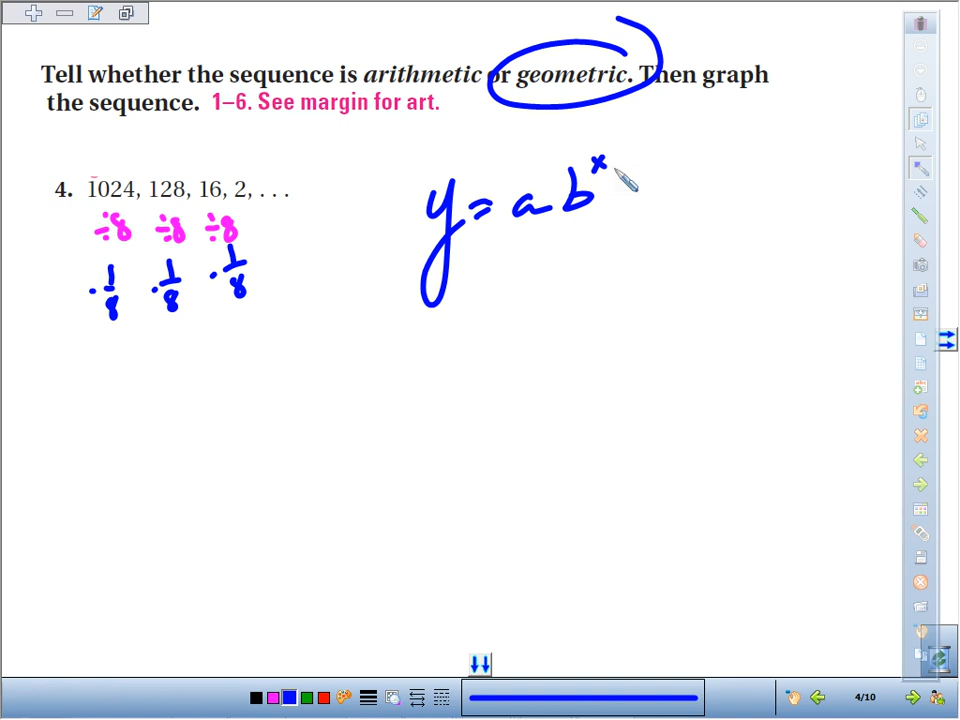 Tell whether the sequence is arithmetic or geometric. Then graph
the sequence. 1–6. See margin for art.
4. 1024, 128, 16, 2, . . .
y = ab^x
÷8 ÷8 ÷8
· 1/8 · 1/8 · 1/8
4/10